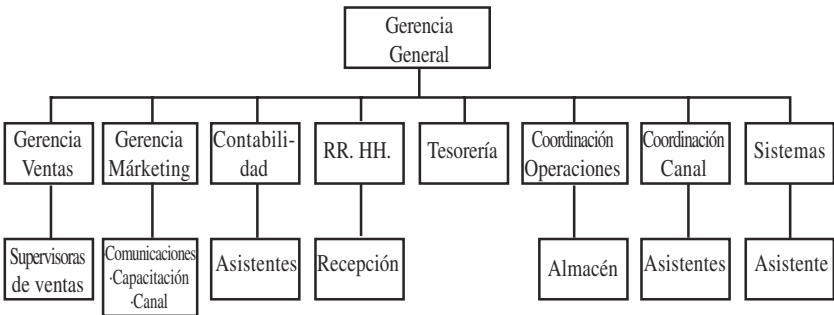 Gerencia
General
Gerencia
Ventas
Gerencia
Márketing
Contabili-
dad
RR. HH.
Tesorería
Coordinación
Operaciones
Coordinación
Canal
Sistemas
Supervisoras
de ventas
·Comunicaciones
·Capacitación
·Canal
Asistentes
Recepción
Almacén
Asistentes
Asistente